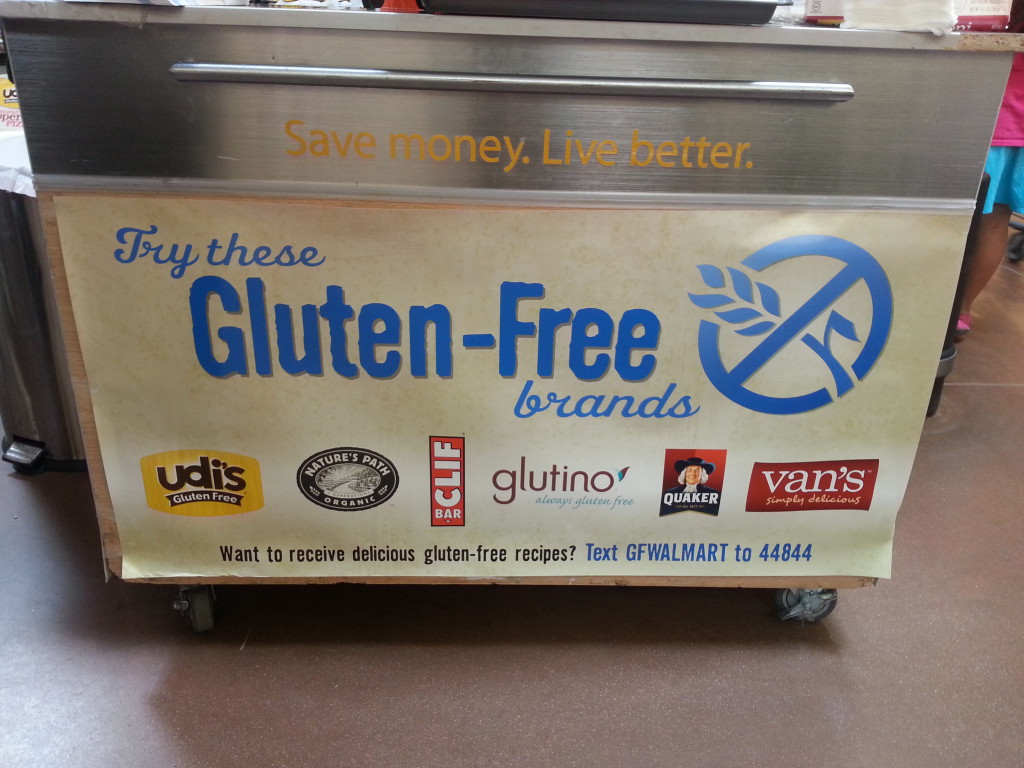 Save money. Live better.
Try these
Gluten-Free
brands
udi's
Gluten Free
NATURE'S PATH
ORGANIC
CLIF
BAR
glutino
always gluten free
QUAKER
van's
simply delicious
Want to receive delicious gluten-free recipes? Text GFWALMART to 44844